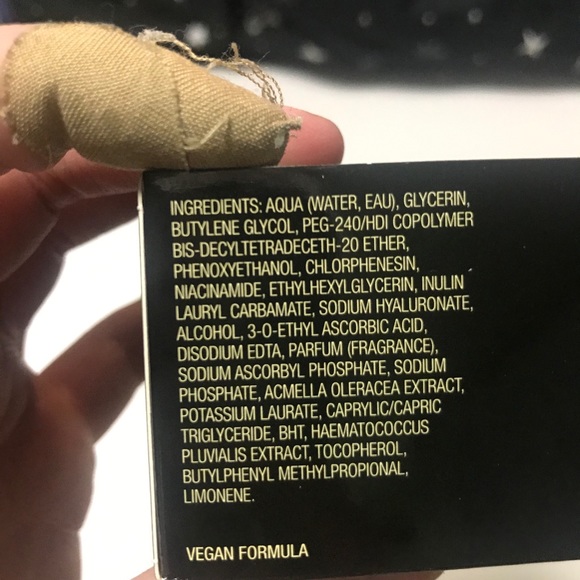 INGREDIENTS: AQUA (WATER, EAU), GLYCERIN,
BUTYLENE GLYCOL, PEG-240/HDI COPOLYMER
BIS-DECYLTETRADECETH-20 ETHER,
PHENOXYETHANOL, CHLORPHENESIN,
NIACINAMIDE, ETHYLHEXYLGLYCERIN, INULIN
LAURYL CARBAMATE, SODIUM HYALURONATE,
ALCOHOL, 3-O-ETHYL ASCORBIC ACID,
DISODIUM EDTA, PARFUM (FRAGRANCE),
SODIUM ASCORBYL PHOSPHATE, SODIUM
PHOSPHATE, ACMELLA OLERACEA EXTRACT,
POTASSIUM LAURATE, CAPRYLIC/CAPRIC
TRIGLYCERIDE, BHT, HAEMATOCOCCUS
PLUVIALIS EXTRACT, TOCOPHEROL,
BUTYLPHENYL METHYLPROPIONAL,
LIMONENE.
VEGAN FORMULA